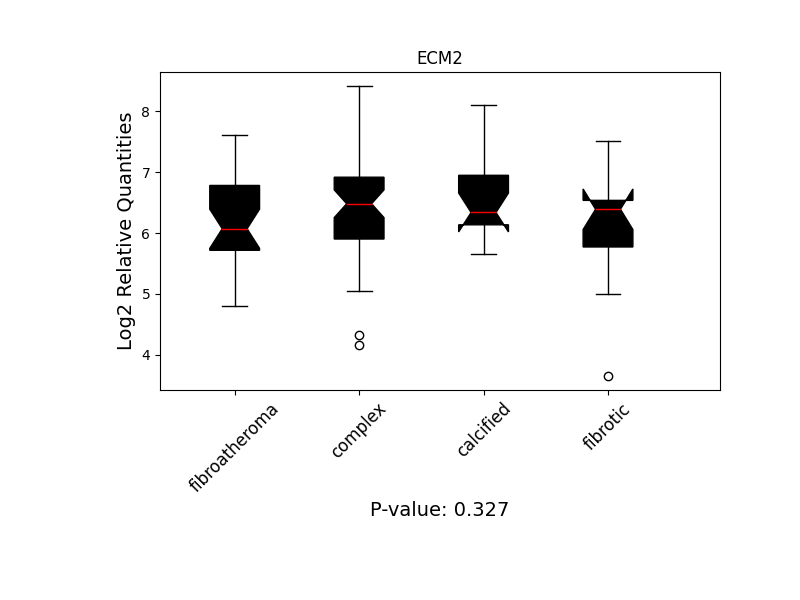 ECM2
Log2 Relative Quantities
8
7
6
5
4
fibroatheroma
complex
calcified
fibrotic
P-value: 0.327